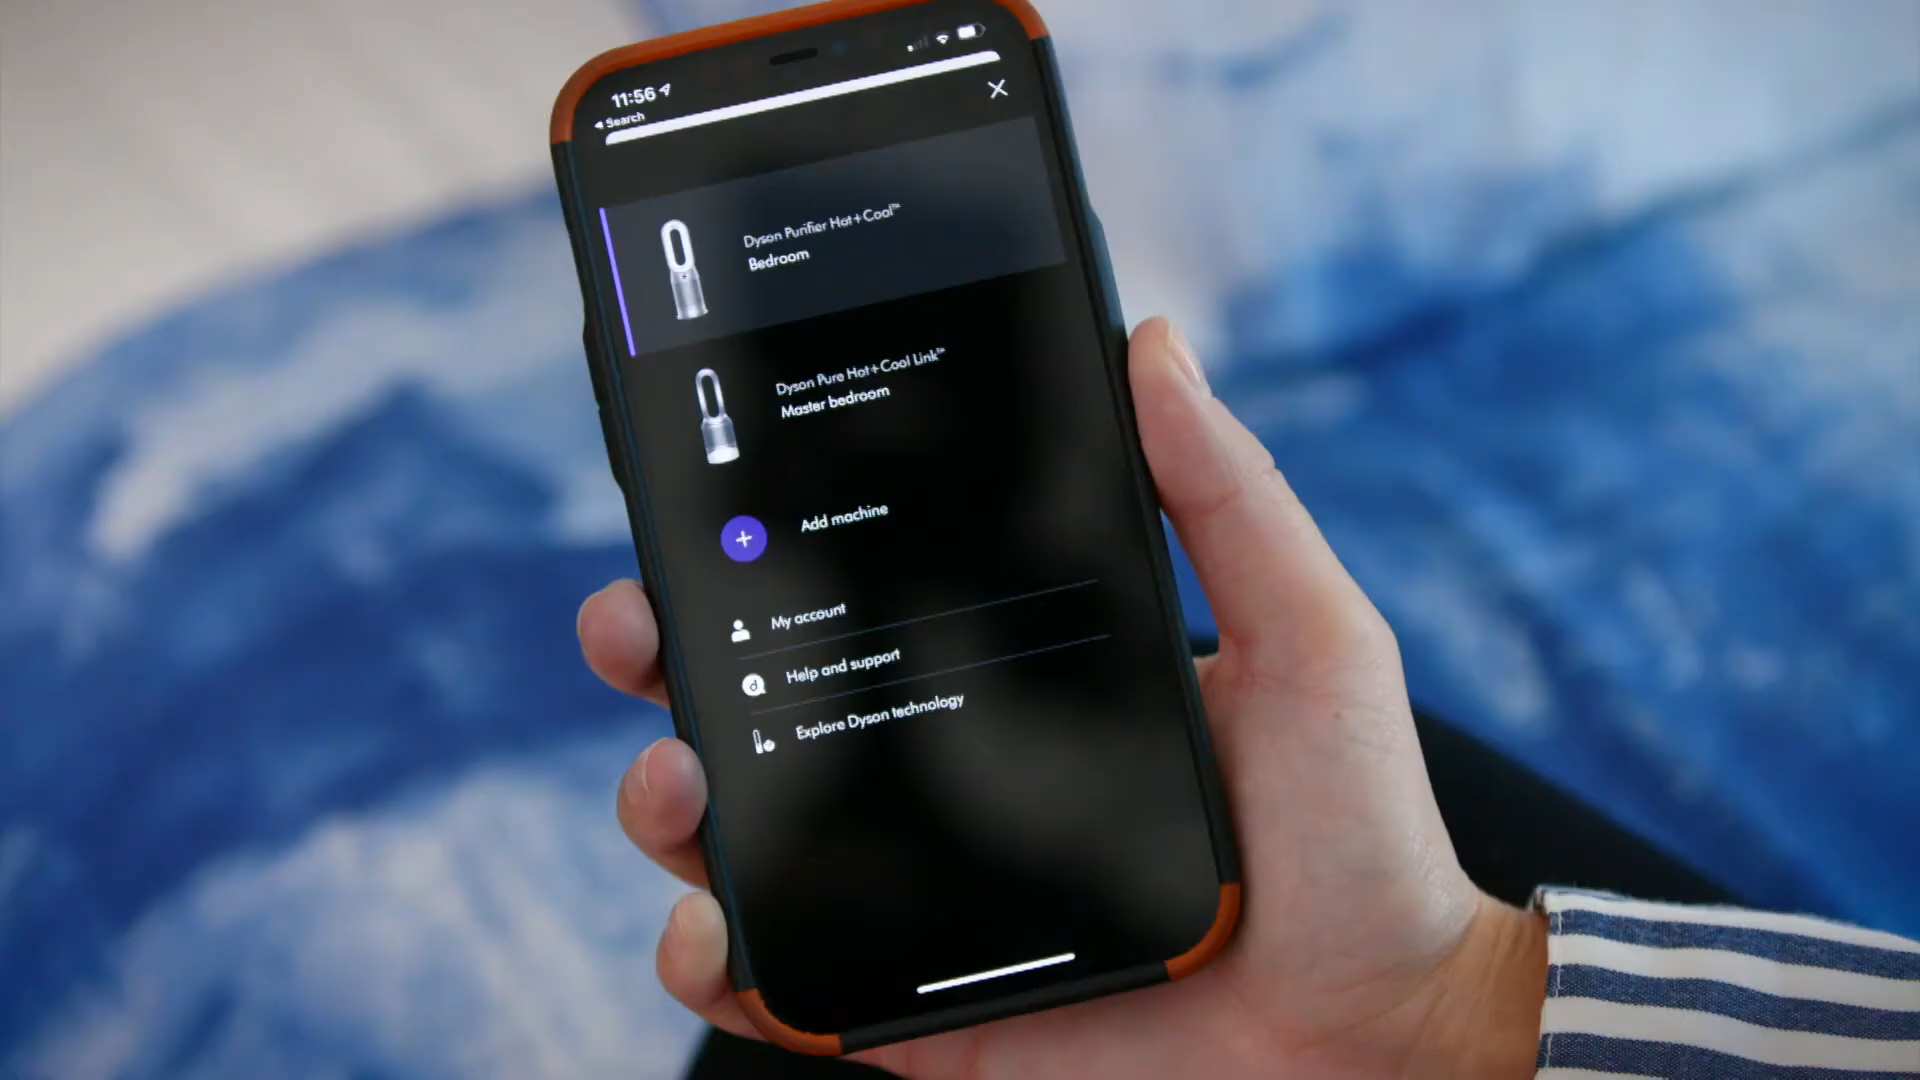 11:56
Search
Dyson Purifier Hot+Cool™
Bedroom
Dyson Pure Hot+Cool Link™
Master bedroom
Add machine
My account
Help and support
Explore Dyson technology